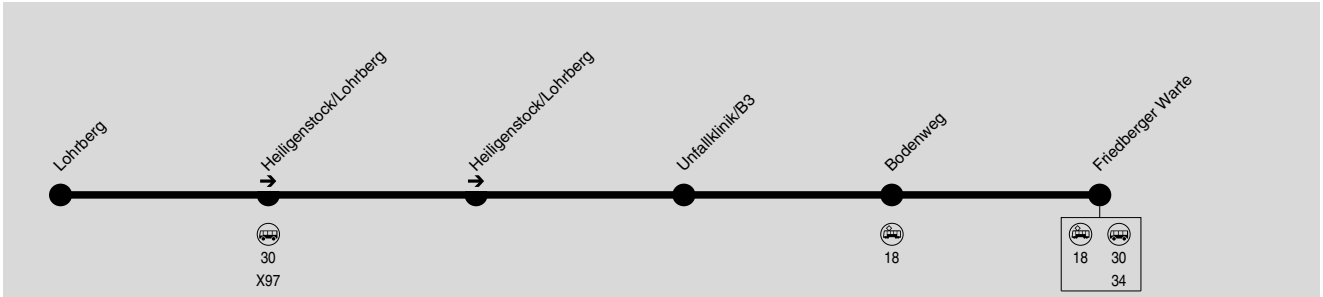 Lohrberg
Heiligenstock/Lohrberg
Heiligenstock/Lohrberg
Unfallklinik/B3
Bodenweg
Friedberger Warte
30
X97
18
18
30
34